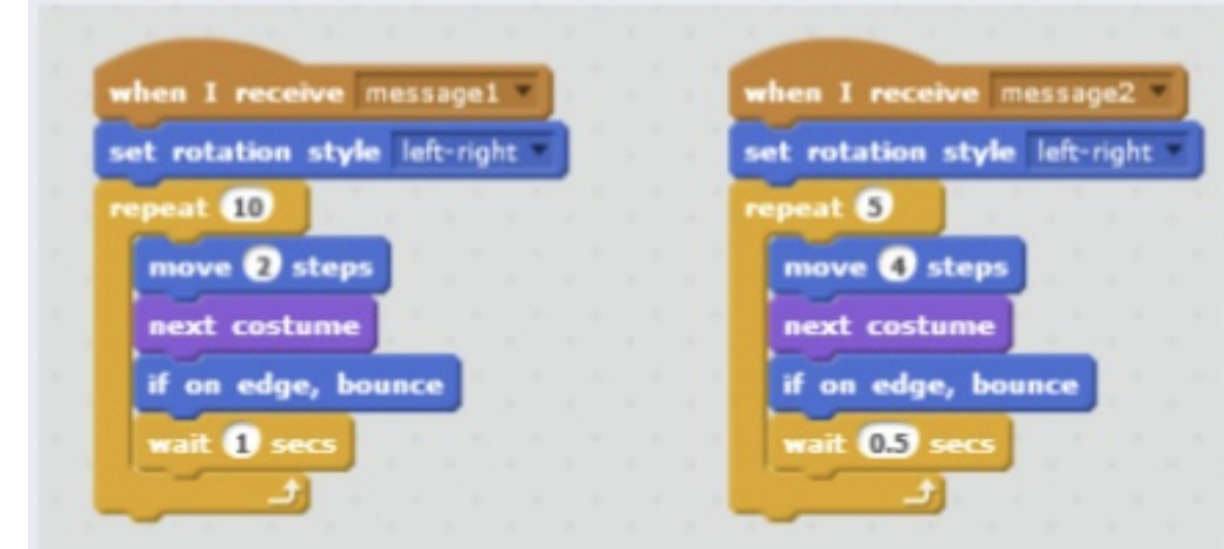 when I receive message1
set rotation style left-right
repeat 10
move 2 steps
next costume
if on edge, bounce
wait 1 secs
when I receive message2
set rotation style left-right
repeat 5
move 4 steps
next costume
if on edge, bounce
wait 0.5 secs